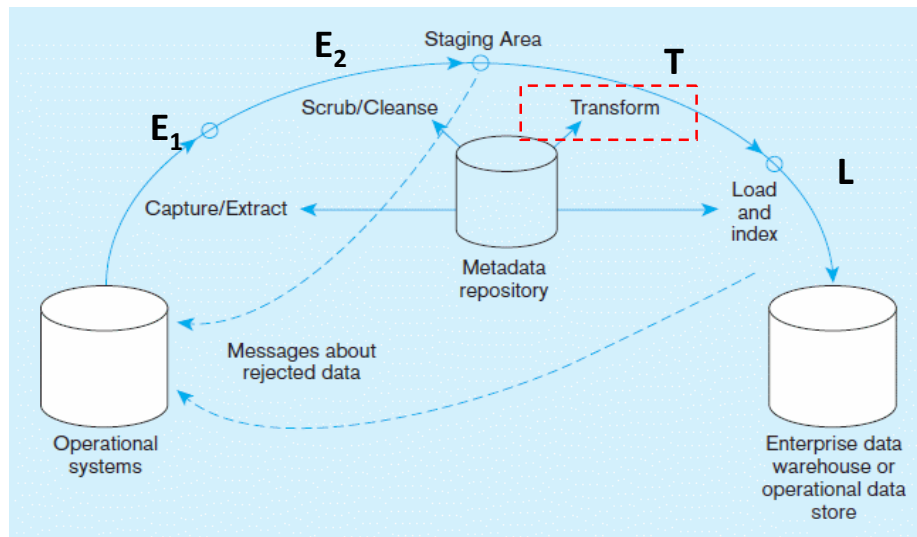 E₂
Staging Area
T
Scrub/Cleanse
Transform
E₁
L
Capture/Extract
Load
and
index
Metadata
repository
Messages about
rejected data
Operational
systems
Enterprise data
warehouse or
operational data
store